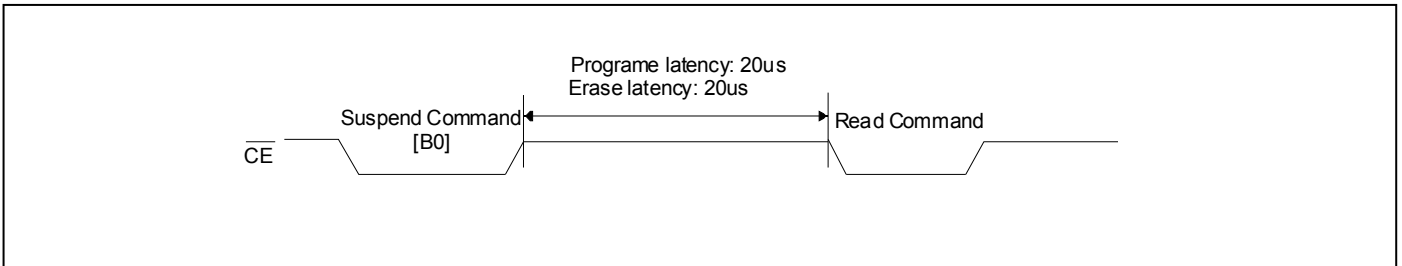 Programe latency: 20us
Erase latency: 20us
Suspend Command
[B0]
Read Command
CE